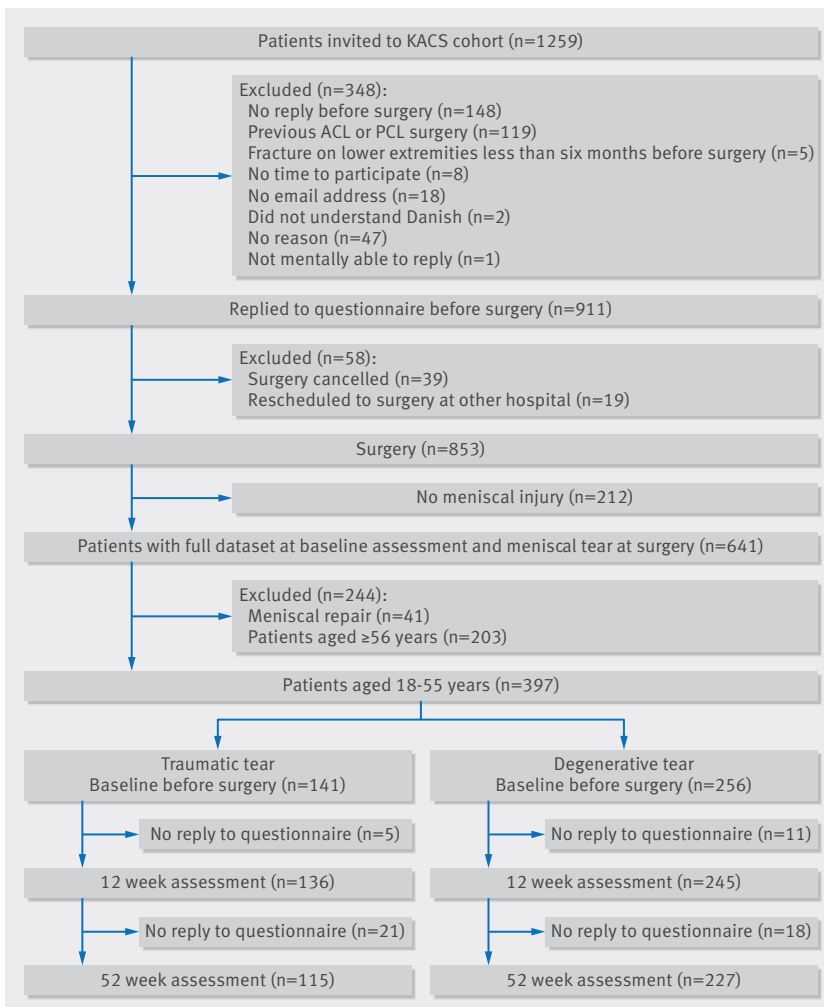 Patients invited to KACS cohort (n=1259)
Excluded (n=348):
No reply before surgery (n=148)
Previous ACL or PCL surgery (n=119)
Fracture on lower extremities less than six months before surgery (n=5)
No time to participate (n=8)
No email address (n=18)
Did not understand Danish (n=2)
No reason (n=47)
Not mentally able to reply (n=1)
Replied to questionnaire before surgery (n=911)
Excluded (n=58):
Surgery cancelled (n=39)
Rescheduled to surgery at other hospital (n=19)
Surgery (n=853)
No meniscal injury (n=212)
Patients with full dataset at baseline assessment and meniscal tear at surgery (n=641)
Excluded (n=244):
Meniscal repair (n=41)
Patients aged ≥56 years (n=203)
Patients aged 18-55 years (n=397)
Traumatic tear
Baseline before surgery (n=141)
No reply to questionnaire (n=5)
12 week assessment (n=136)
No reply to questionnaire (n=21)
52 week assessment (n=115)
Degenerative tear
Baseline before surgery (n=256)
No reply to questionnaire (n=11)
12 week assessment (n=245)
No reply to questionnaire (n=18)
52 week assessment (n=227)